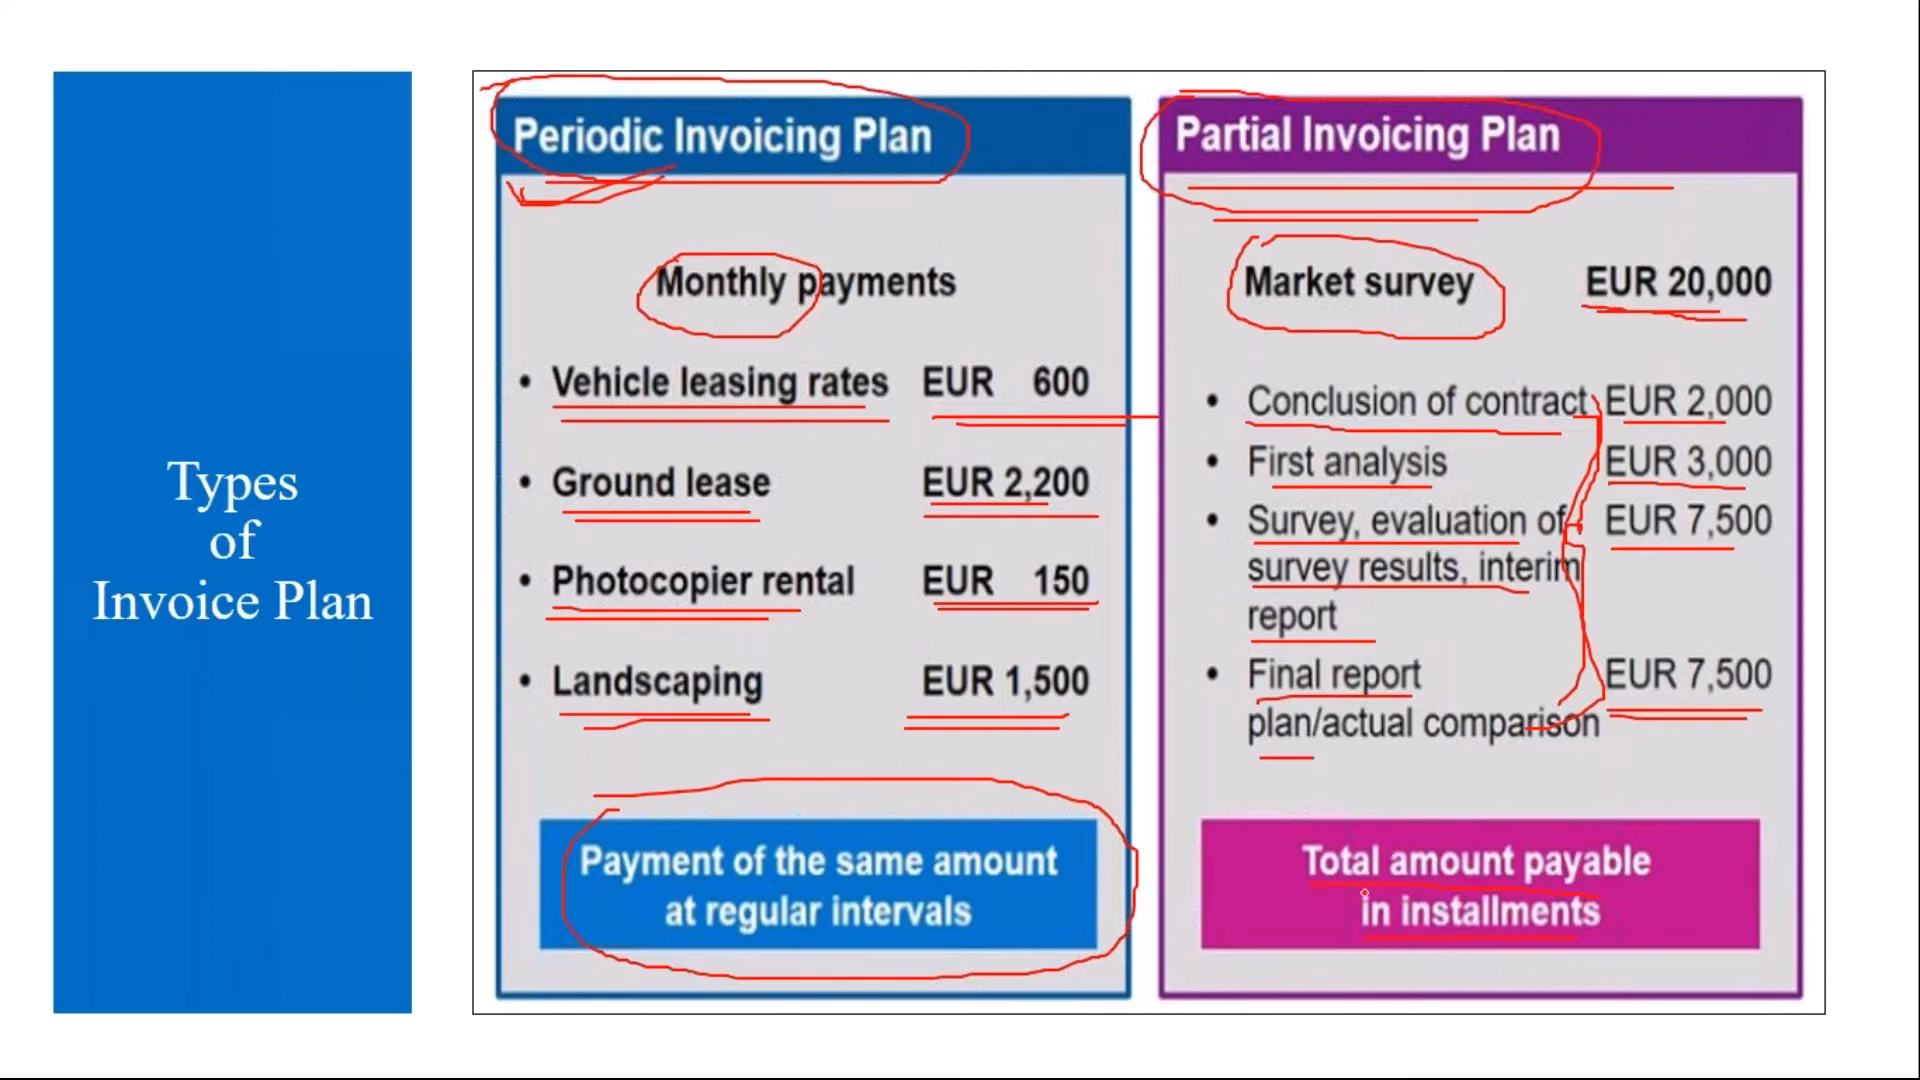 Types
of
Invoice Plan
Periodic Invoicing Plan
Monthly payments
• Vehicle leasing rates EUR 600
• Ground lease EUR 2,200
• Photocopier rental EUR 150
• Landscaping EUR 1,500
Payment of the same amount
at regular intervals
Partial Invoicing Plan
Market survey EUR 20,000
• Conclusion of contract EUR 2,000
• First analysis EUR 3,000
• Survey, evaluation of EUR 7,500
survey results, interim
report
• Final report EUR 7,500
plan/actual comparison
Total amount payable
in installments